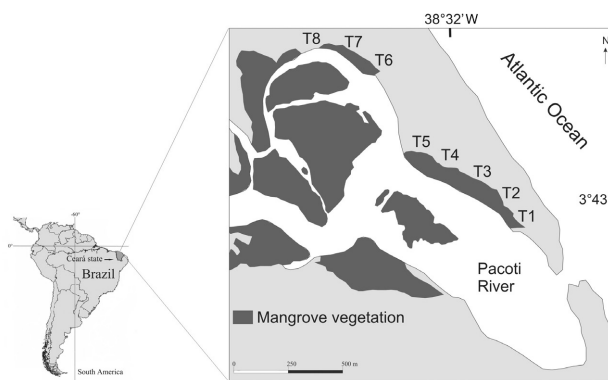 38°32' W
N
Atlantic Ocean
T8
T7
T6
T5
T4
T3
T2
T1
3°43
Pacoti
River
Mangrove vegetation
0
250
500 m
-60°
0°
Ceará state
Brazil
South America